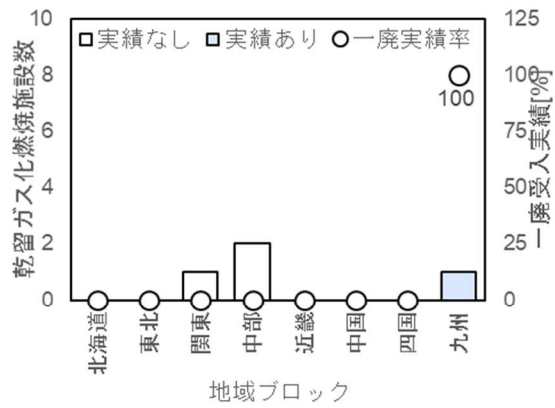 実績なし 実績あり 一廃実績率
乾留ガス化燃焼施設数
10
8
6
4
2
0
一廃受入実績[%]
125
100
75
50
25
0
100
北海道
東北
関東
中部
近畿
中国
四国
九州
地域ブロック